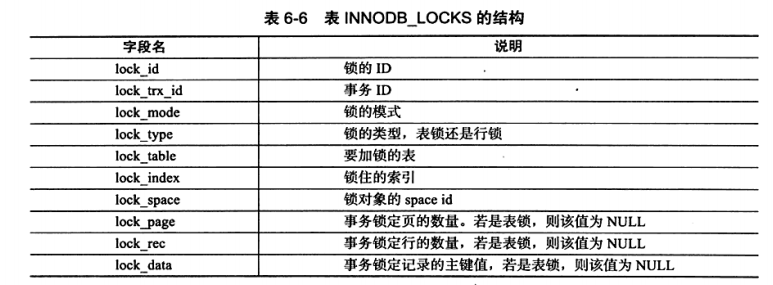 表 6-6 表 INNODB_LOCKS 的结构
字段名 说明
lock_id 锁的 ID
lock_trx_id 事务 ID
lock_mode 锁的模式
lock_type 锁的类型，表锁还是行锁
lock_table 要加锁的表
lock_index 锁住的索引
lock_space 锁对象的 space id
lock_page 事务锁定页的数量。若是表锁，则该值为 NULL
lock_rec 事务锁定行的数量，若是表锁，则该值为 NULL
lock_data 事务锁定记录的主键值，若是表锁，则该值为 NULL